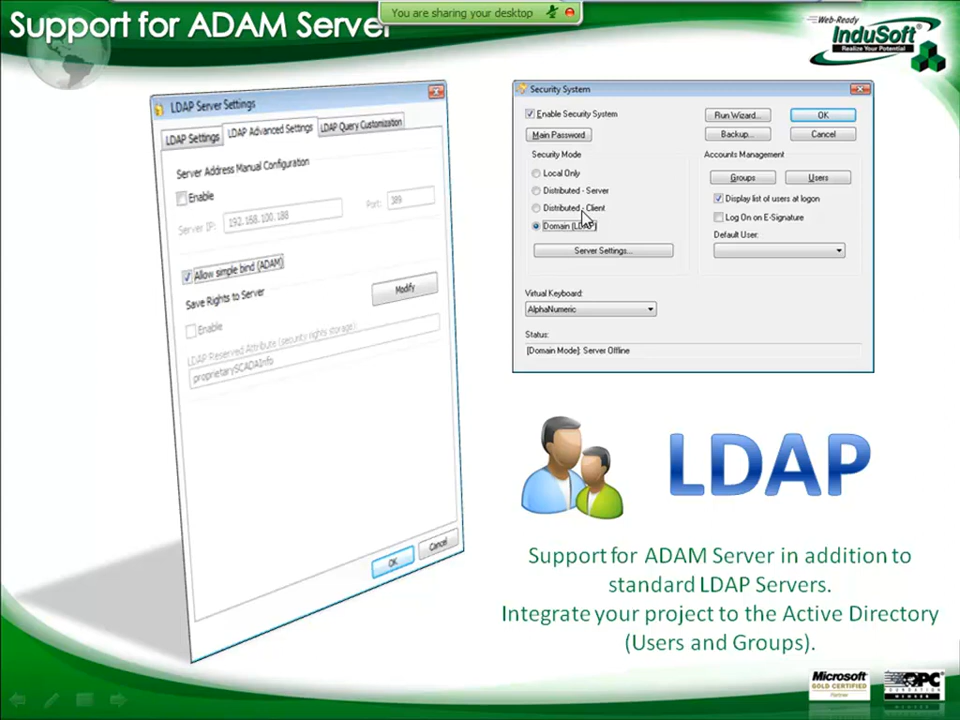 You are sharing your desktop
Support for ADAM Server
Web-Ready
InduSoft
Realize Your Potential
LDAP Server Settings
LDAP Settings
LDAP Advanced Settings
LDAP Query Customization
Server Address Manual Configuration
Enable
Server IP: 192.168.100.188
Port: 389
Allow simple bind (ADAM)
Save Rights to Server
Modify
Enable
LDAP Reserved Attribute (security rights storage)
proprietarySCADAInfo
OK
Cancel
Security System
Enable Security System
Main Password
Security Mode
Local Only
Distributed - Server
Distributed - Client
Domain (LDAP)
Server Settings...
Virtual Keyboard:
AlphaNumeric
Status:
[Domain Mode]: Server Offline
Run Wizard...
OK
Backup...
Cancel
Accounts Management
Groups
Users
Display list of users at logon
Log On on E-Signature
Default User:
LDAP
Support for ADAM Server in addition to
standard LDAP Servers.
Integrate your project to the Active Directory
(Users and Groups).
Microsoft
GOLD CERTIFIED
Partner
OPC
FOUNDATION
MEMBER